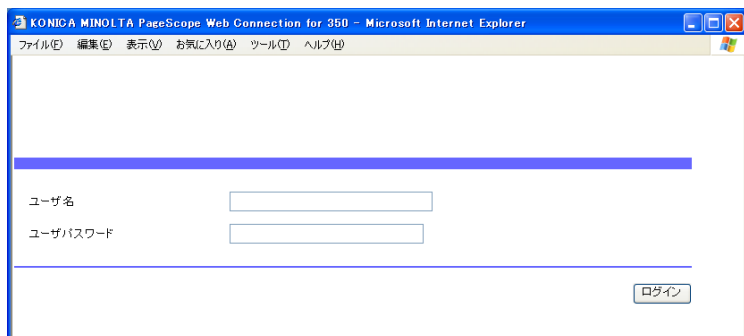 KONICA MINOLTA PageScope Web Connection for 350 - Microsoft Internet Explorer
ファイル(F) 編集(E) 表示(V) お気に入り(A) ツール(T) ヘルプ(H)
ユーザ名
ユーザパスワード
ログイン